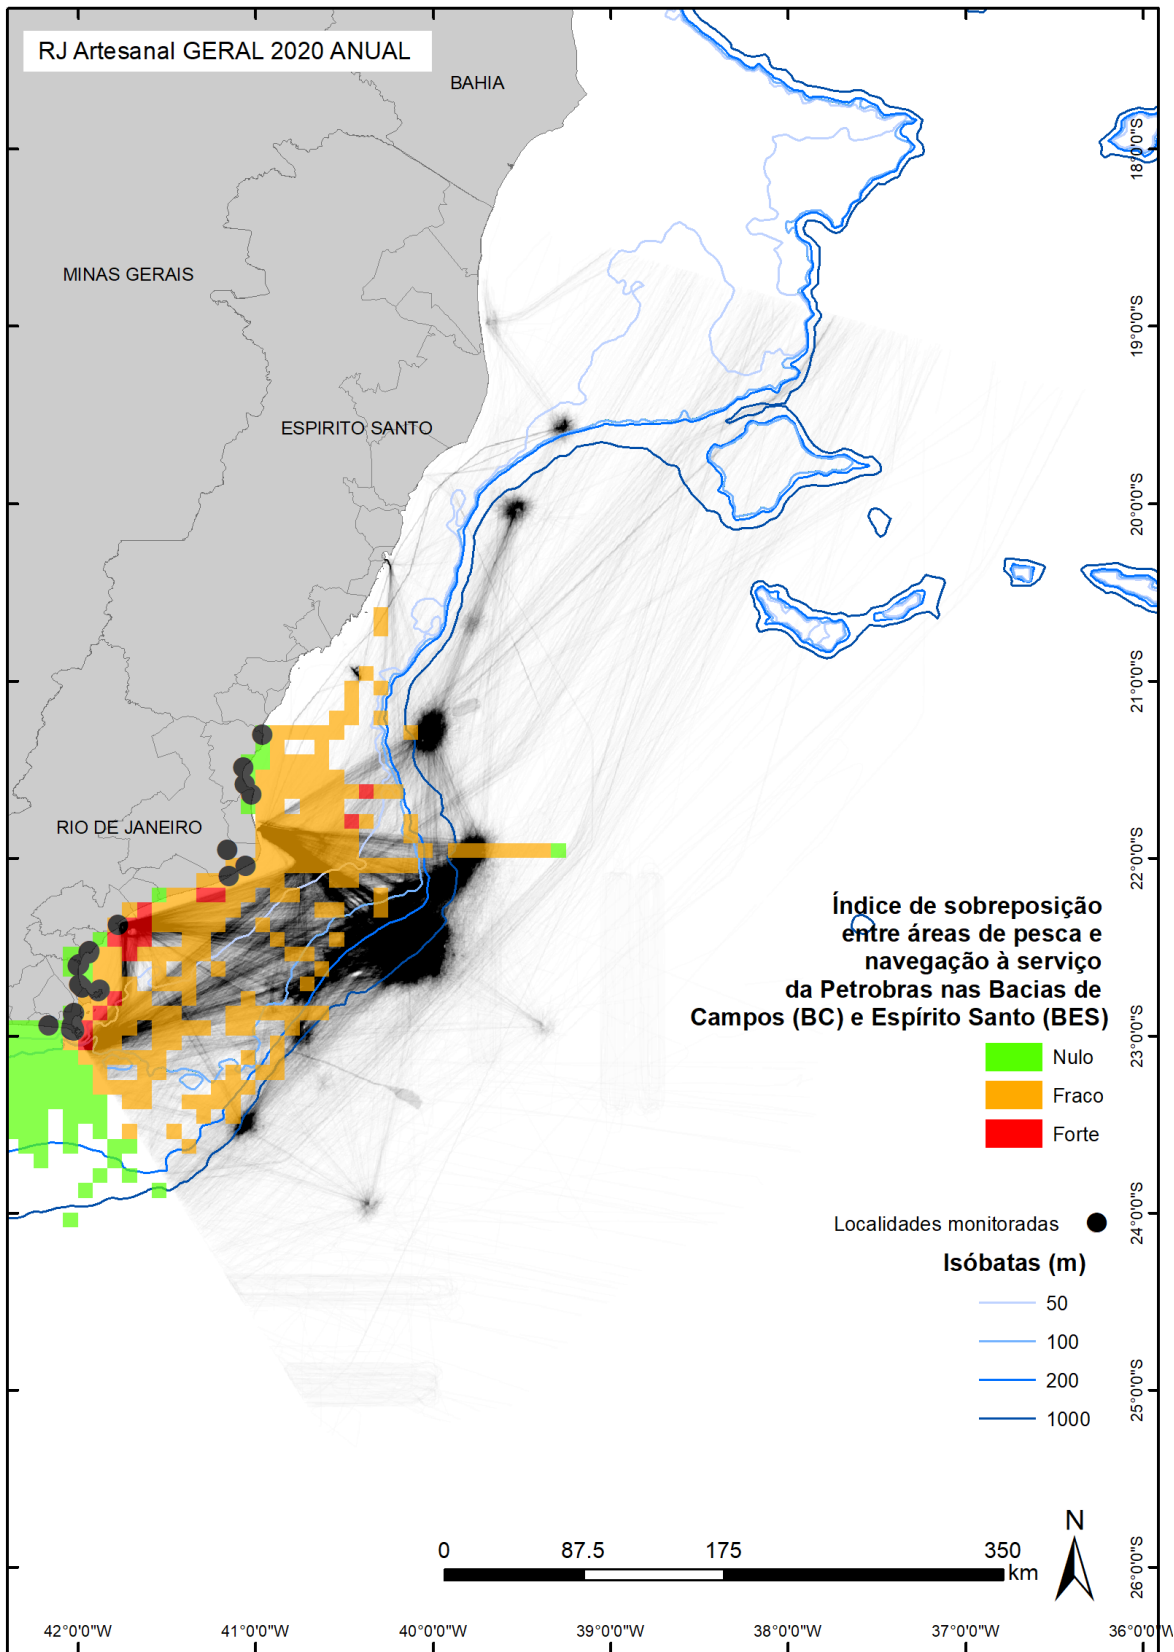 RJ Artesanal GERAL 2020 ANUAL
BAHIA
MINAS GERAIS
ESPIRITO SANTO
RIO DE JANEIRO
18°0'0"S
19°0'0"S
20°0'0"S
21°0'0"S
22°0'0"S
23°0'0"S
24°0'0"S
25°0'0"S
26°0'0"S
Índice de sobreposição
entre áreas de pesca e
navegação à serviço
da Petrobras nas Bacias de
Campos (BC) e Espírito Santo (BES)
Nulo
Fraco
Forte
Localidades monitoradas
Isóbatas (m)
50
100
200
1000
N
0 87.5 175 350
km
42°0'0"W 41°0'0"W 40°0'0"W 39°0'0"W 38°0'0"W 37°0'0"W 36°0'0"W